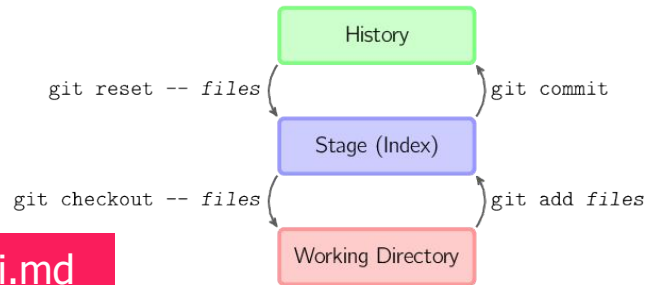 History
git reset -- files
git commit
Stage (Index)
git checkout -- files
git add files
Working Directory
i.md